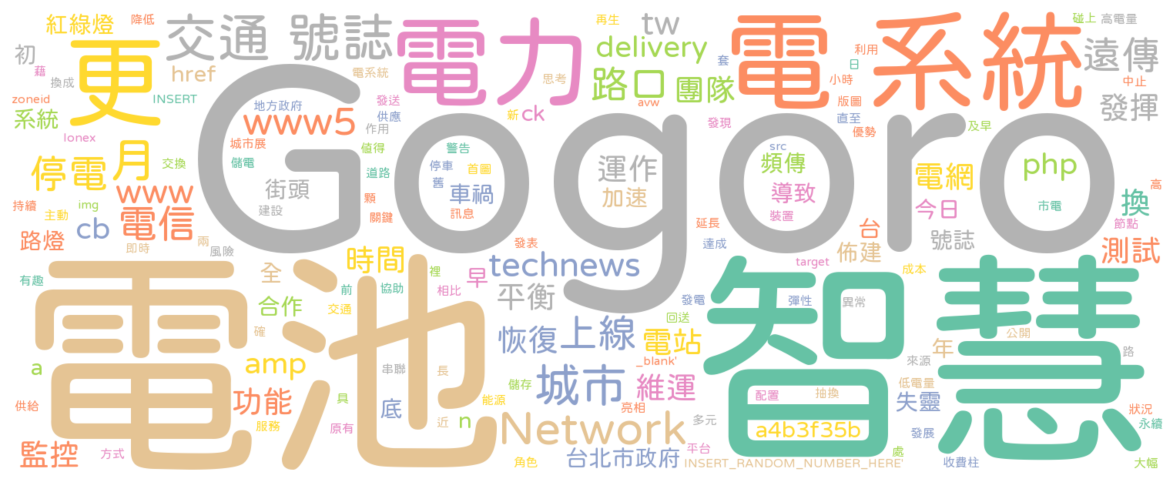 紅綠燈
降低
交通
號誌
電力
再生
tw
delivery
碰上
高電量
初
藉
更
換成
href
電系統
思考
路口
團隊
電
系統
利用
日
小時
套
遠傳
中止
zoneid
INSERT
地方政府
發送
供應
新
ck
avw
版圖
直至
優勢
發揮
系統
lonex
www5
作用
發現
及早
城市展
值得
警告
src
停電
月
交換
儲電
道路
停車
首圖
運作
頻傳
電網
php
高
Gogoro
www
街頭
顆
舊
車禍
加速
導致
換
持續
img
主動
電信
建設
關鍵
訊息
裝置
今日
市電
節點
路燈
cb
即時
兩
風險
發表
延長
達成
台
佈建
號誌
測試
有趣
全
時間
早
technews
target
成本
電池
前
協助
裡
相比
平衡
發電
彈性
異常
智慧
合作
交通
確
恢復
上線
回送
電站
公開
年
路
a
amp
串聯
長
_blank'
來源
供給
功能
具
底
儲存
城市
維運
配置
抽換
低電量
失靈
狀況
永續
服務
原有
近
能源
n
Network
亮相
多元
a4b3f35b
處
發展
監控
方式
角色
台北市政府
平台
INSERT_RANDOM_NUMBER_HERE'
收費柱
大幅